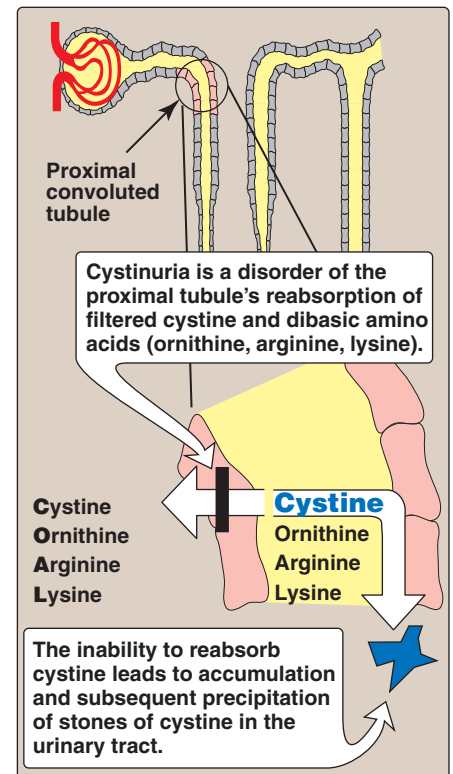 Proximal
convoluted
tubule
Cystinuria is a disorder of the
proximal tubule's reabsorption of
filtered cystine and dibasic amino
acids (ornithine, arginine, lysine).
Cystine
Ornithine
Arginine
Lysine
Cystine
Ornithine
Arginine
Lysine
The inability to reabsorb
cystine leads to accumulation
and subsequent precipitation
of stones of cystine in the
urinary tract.